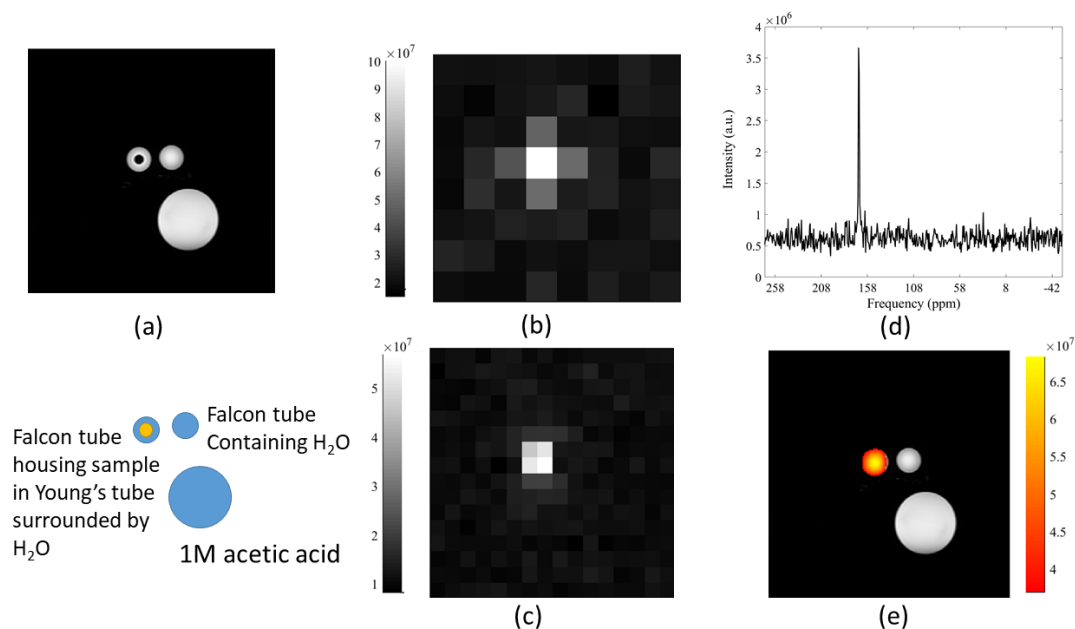 (a)
×10⁷
10
9
8
7
6
5
4
3
2
(b)
×10⁶
4
3.5
3
2.5
2
1.5
1
0.5
0
Intensity (a.u.)
258 208 158 108 58 8 -42
Frequency (ppm)
(d)
Falcon tube
housing sample
in Young's tube
surrounded by
H₂O
Falcon tube
Containing H₂O
1M acetic acid
×10⁷
5
4
3
2
1
(c)
×10⁷
6.5
6
5.5
5
4.5
4
(e)